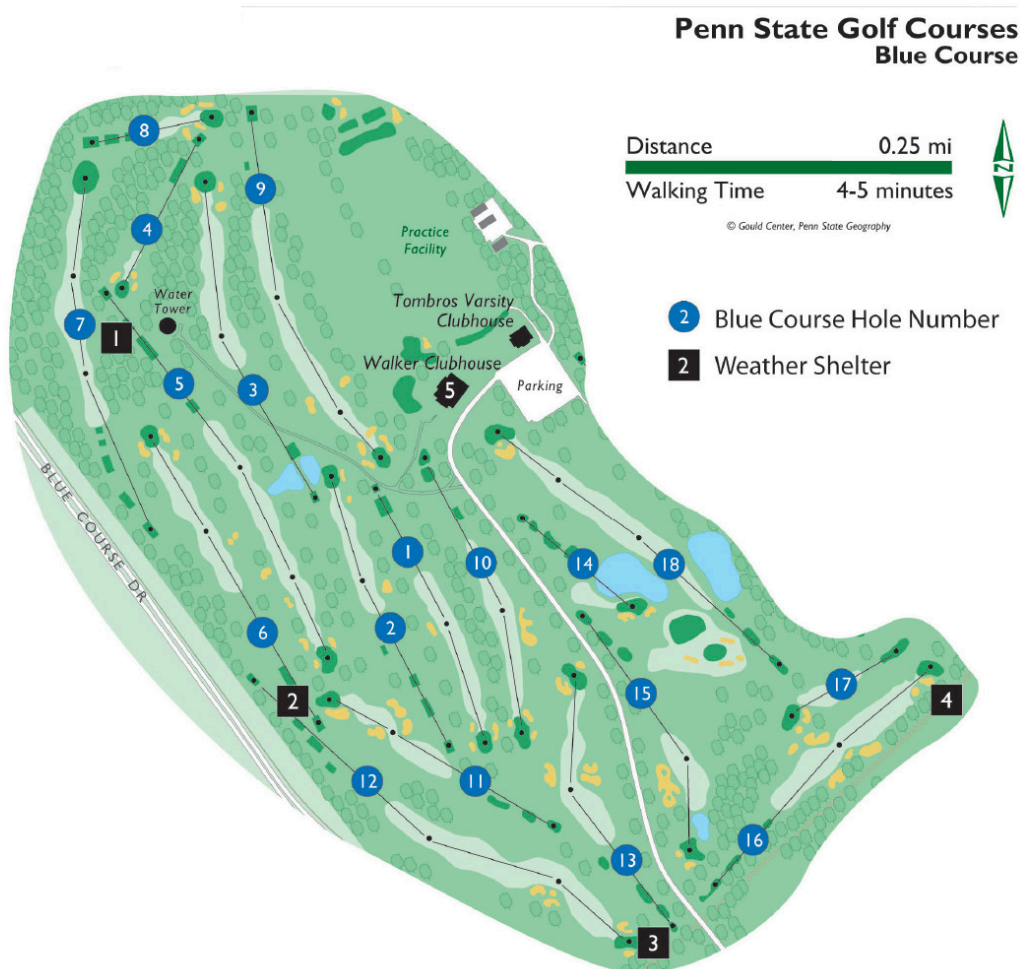 Penn State Golf Courses
Blue Course
Distance 0.25 mi
Walking Time 4-5 minutes
N
© Gould Center, Penn State Geography
2 Blue Course Hole Number
2 Weather Shelter
8
9
4
Practice
Facility
Water
Tower
7
1
Tombros Varsity
Clubhouse
Walker Clubhouse
5
Parking
5
3
BLUE COURSE DR
1
10
14
18
6
2
15
17
2
4
12
11
16
13
3